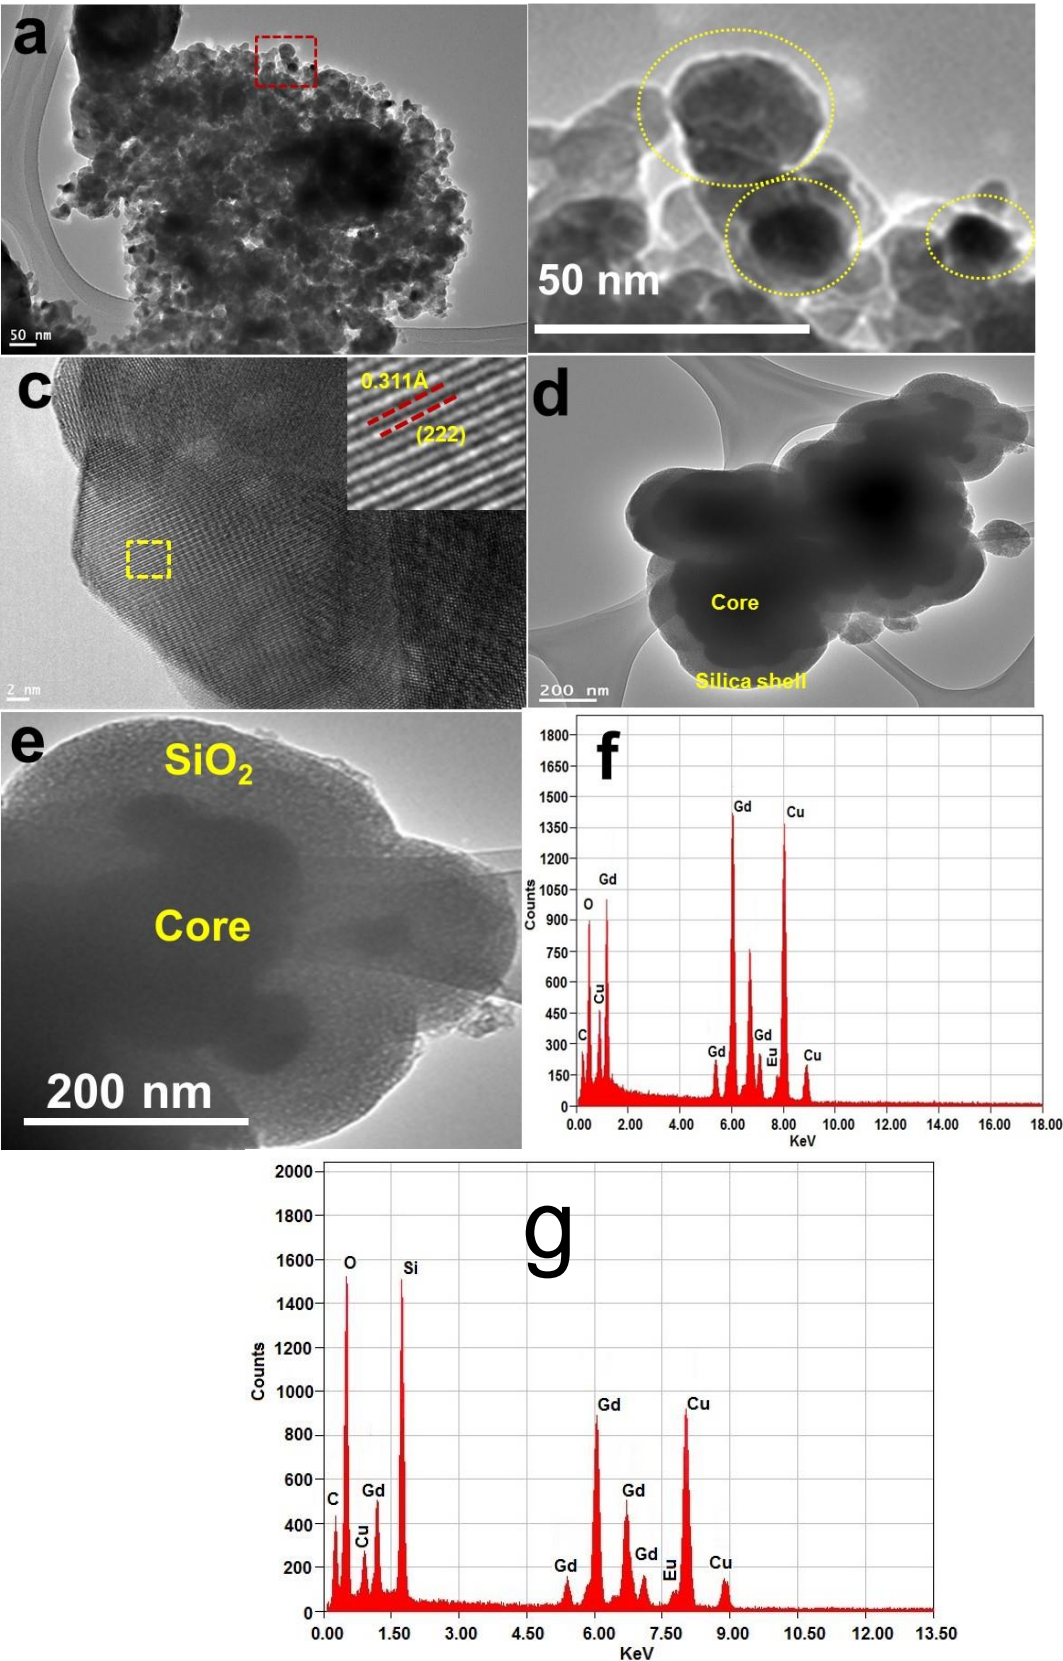 a
50 nm
50 nm
c
0.311Å
(222)
2 nm
d
Core
Silica shell
200 nm
e
SiO2
Core
200 nm
f
1800
1650
1500
1350
1200
1050
900
750
600
450
300
150
0
Counts
C
O
Cu
Gd
Gd
Gd
Gd
Eu
Cu
Cu
0.00 2.00 4.00 6.00 8.00 10.00 12.00 14.00 16.00 18.00
KeV
g
2000
1800
1600
1400
1200
1000
800
600
400
200
0
Counts
C
O
Cu
Gd
Si
Gd
Gd
Gd
Gd
Eu
Cu
Cu
0.00 1.50 3.00 4.50 6.00 7.50 9.00 10.50 12.00 13.50
KeV